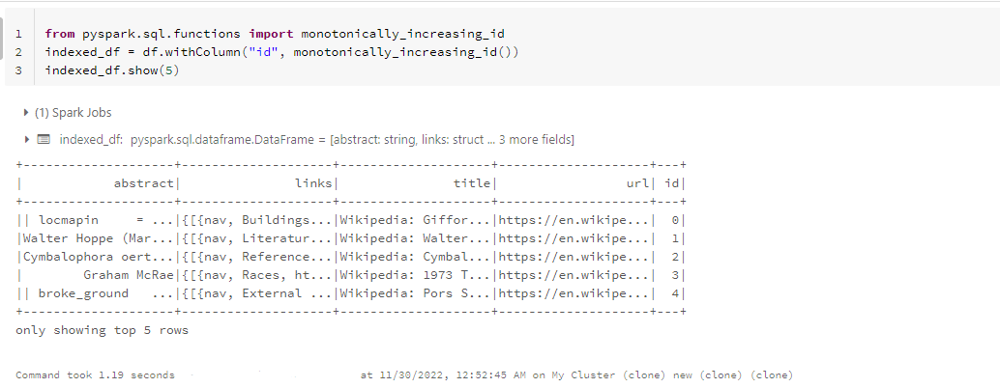 1 from pyspark.sql.functions import monotonically_increasing_id
2 indexed_df = df.withColumn("id", monotonically_increasing_id())
3 indexed_df.show(5)
(1) Spark Jobs
indexed_df: pyspark.sql.dataframe.DataFrame = [abstract: string, links: struct ... 3 more fields]
+--------------------+--------------------+--------------------+--------------------+---+
|            abstract|               links|               title|                 url| id|
+--------------------+--------------------+--------------------+--------------------+---+
|| locmapin     = ...|{[[{nav, Buildings...|Wikipedia: Giffor...|https://en.wikipe...|  0|
|Walter Hoppe (Mar...|{[[{nav, Literatur...|Wikipedia: Walter...|https://en.wikipe...|  1|
|Cymbalophora oert...|{[[{nav, Reference...|Wikipedia: Cymbal...|https://en.wikipe...|  2|
|        Graham McRae|{[[{nav, Races, ht...|Wikipedia: 1973 T...|https://en.wikipe...|  3|
|| broke_ground   ...|{[[{nav, External ...|Wikipedia: Pors S...|https://en.wikipe...|  4|
+--------------------+--------------------+--------------------+--------------------+---+
only showing top 5 rows
Command took 1.19 seconds at 11/30/2022, 12:52:45 AM on My Cluster (clone) new (clone) (clone)